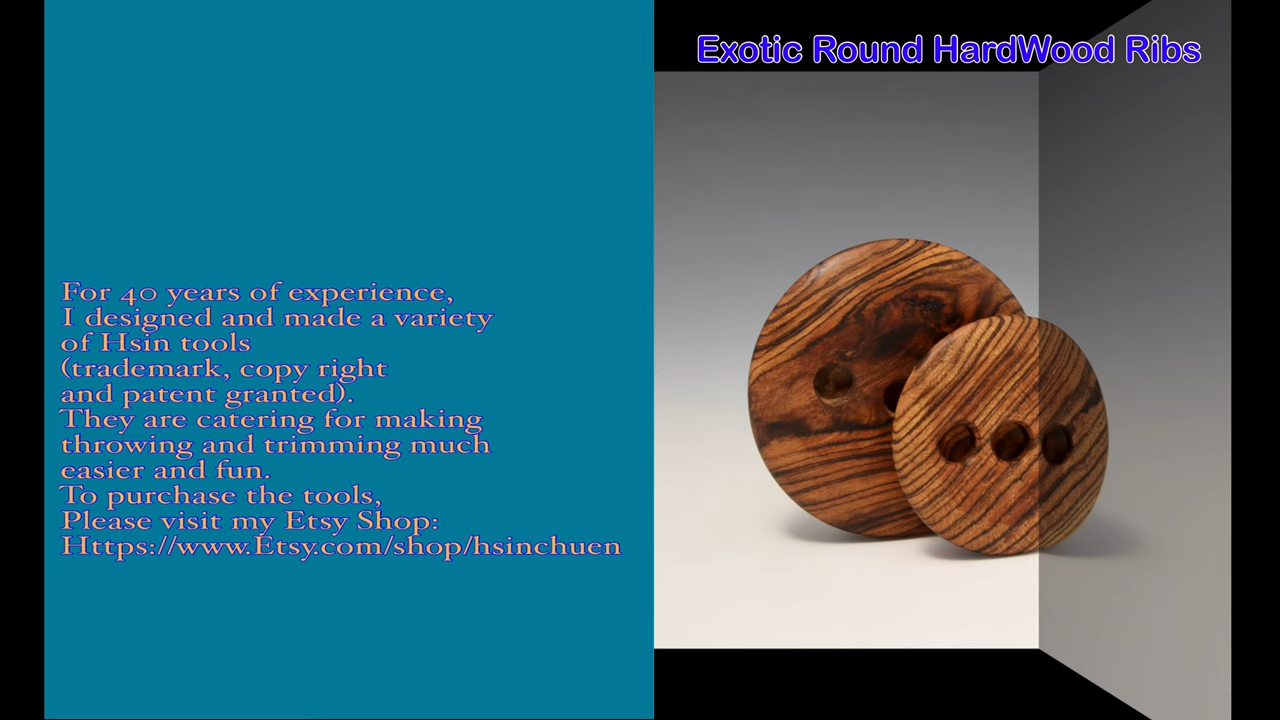 Exotic Round HardWood Ribs
For 40 years of experience,
I designed and made a variety
of Hsin tools
(trademark, copy right
and patent granted).
They are catering for making
throwing and trimming much
easier and fun.
To purchase the tools,
Please visit my Etsy Shop:
Https://www.Etsy.com/shop/hsinchuen